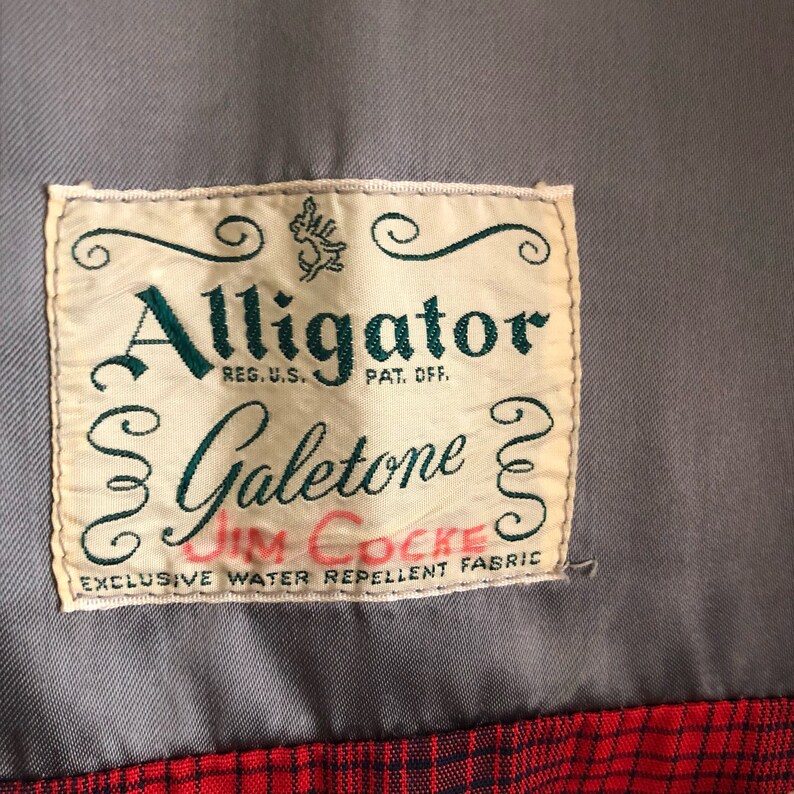 Alligator
REG. U.S. PAT. OFF.
Galetone
JIM COCKE
EXCLUSIVE WATER REPELLENT FABRIC